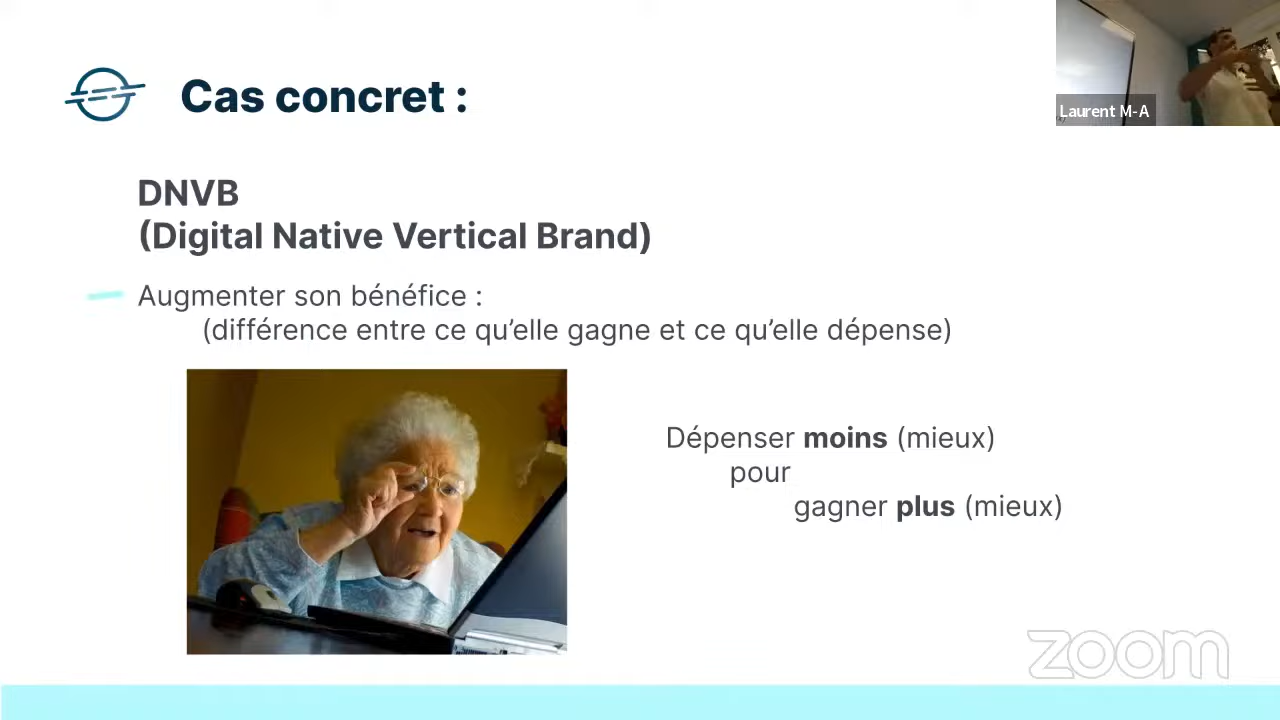 Cas concret :
Laurent M-A
DNVB
(Digital Native Vertical Brand)
Augmenter son bénéfice :
(différence entre ce qu’elle gagne et ce qu’elle dépense)
Dépenser moins (mieux)
pour
gagner plus (mieux)
zoom